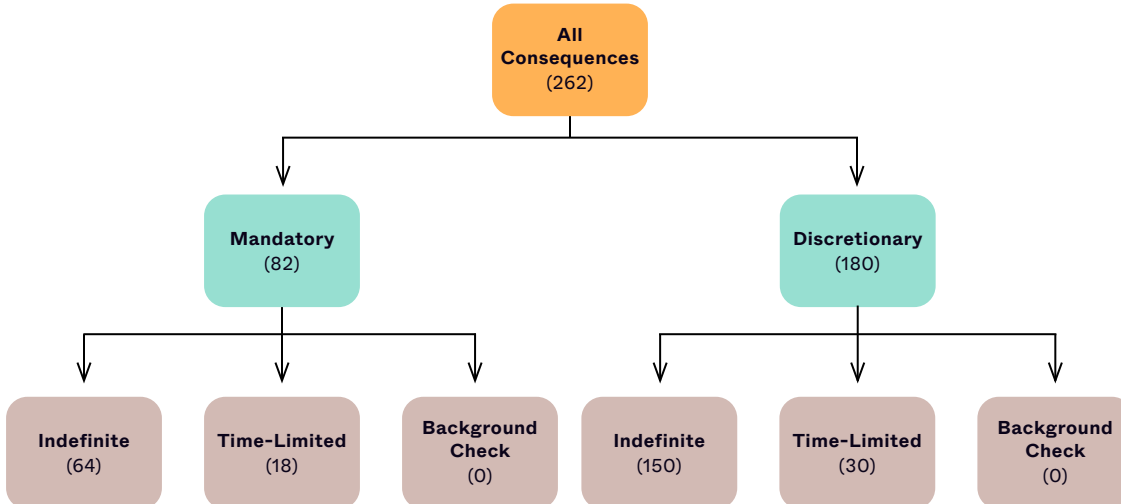 All
Consequences
(262)
Mandatory
(82)
Discretionary
(180)
Indefinite
(64)
Time-Limited
(18)
Background
Check
(0)
Indefinite
(150)
Time-Limited
(30)
Background
Check
(0)